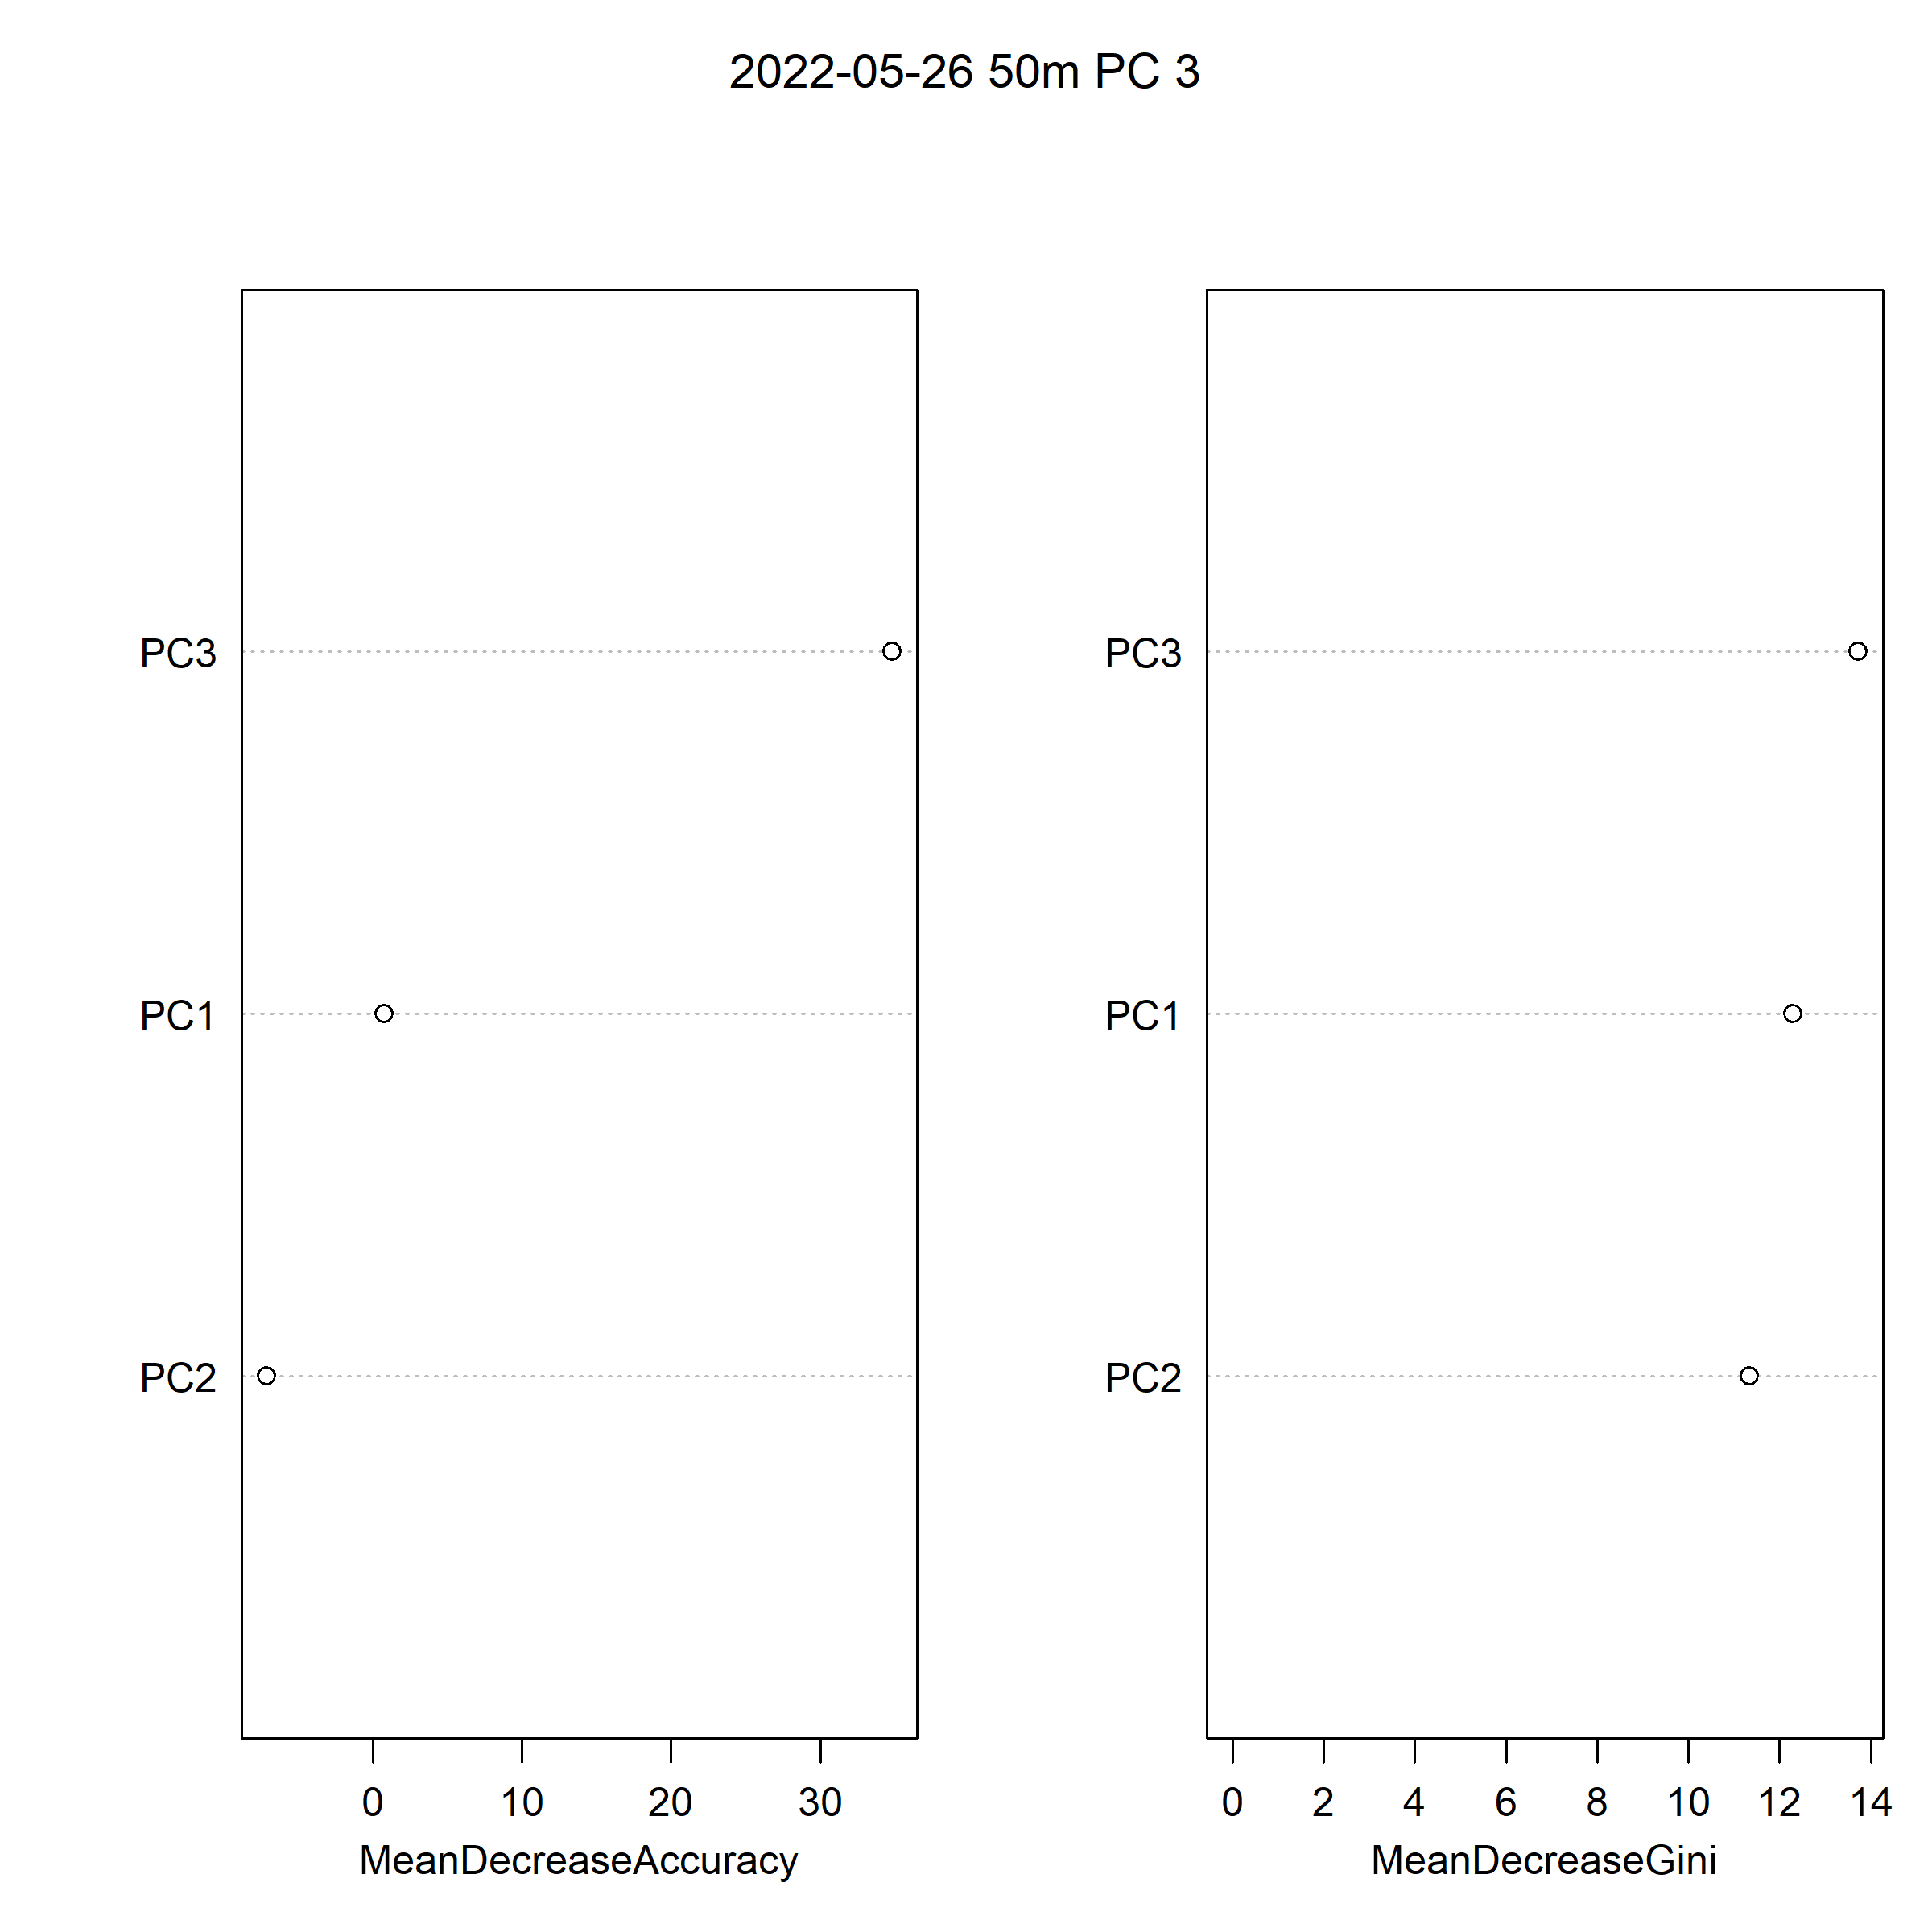 2022-05-26 50m PC 3
PC3
PC1
PC2
0 10 20 30
MeanDecreaseAccuracy
PC3
PC1
PC2
0 2 4 6 8 10 12 14
MeanDecreaseGini